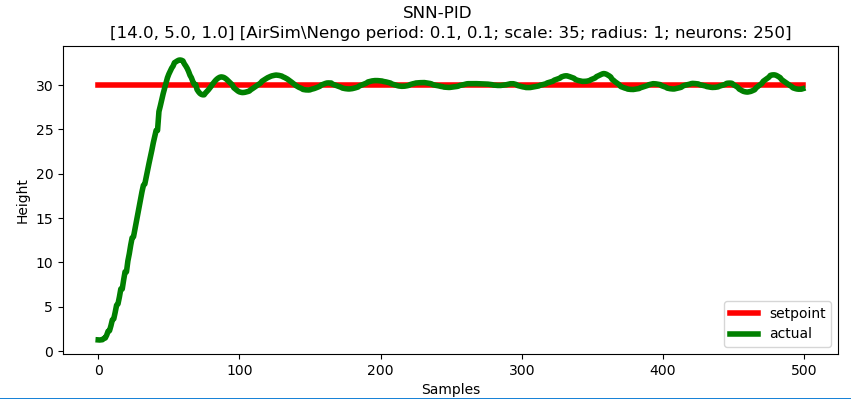 SNN-PID
[14.0, 5.0, 1.0] [AirSim\Nengo period: 0.1, 0.1; scale: 35; radius: 1; neurons: 250]
30
25
20
15
10
5
0
Height
setpoint
actual
0 100 200 300 400 500
Samples